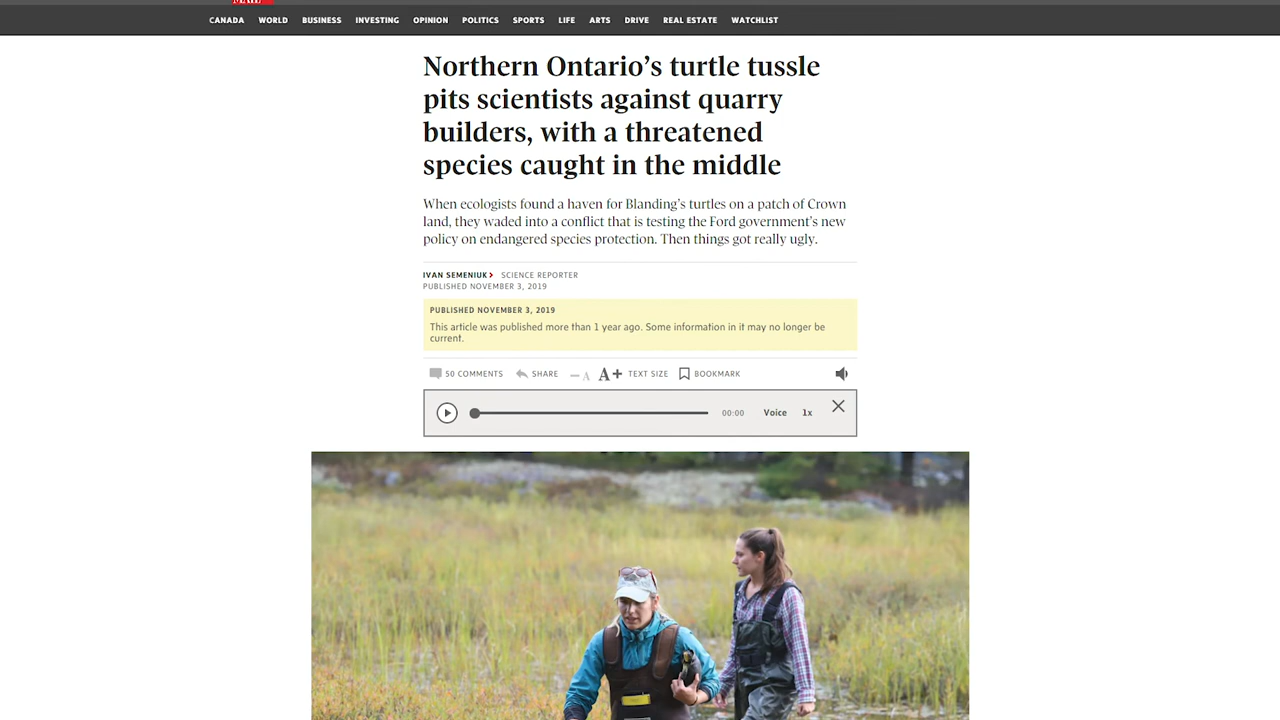 MAIL
CANADA WORLD BUSINESS INVESTING OPINION POLITICS SPORTS LIFE ARTS DRIVE REAL ESTATE WATCHLIST
Northern Ontario’s turtle tussle
pits scientists against quarry
builders, with a threatened
species caught in the middle
When ecologists found a haven for Blanding’s turtles on a patch of Crown
land, they waded into a conflict that is testing the Ford government’s new
policy on endangered species protection. Then things got really ugly.
IVAN SEMENIUK SCIENCE REPORTER
PUBLISHED NOVEMBER 3, 2019
PUBLISHED NOVEMBER 3, 2019
This article was published more than 1 year ago. Some information in it may no longer be
current.
50 COMMENTS SHARE — A A+ TEXT SIZE BOOKMARK
00:00 Voice 1x